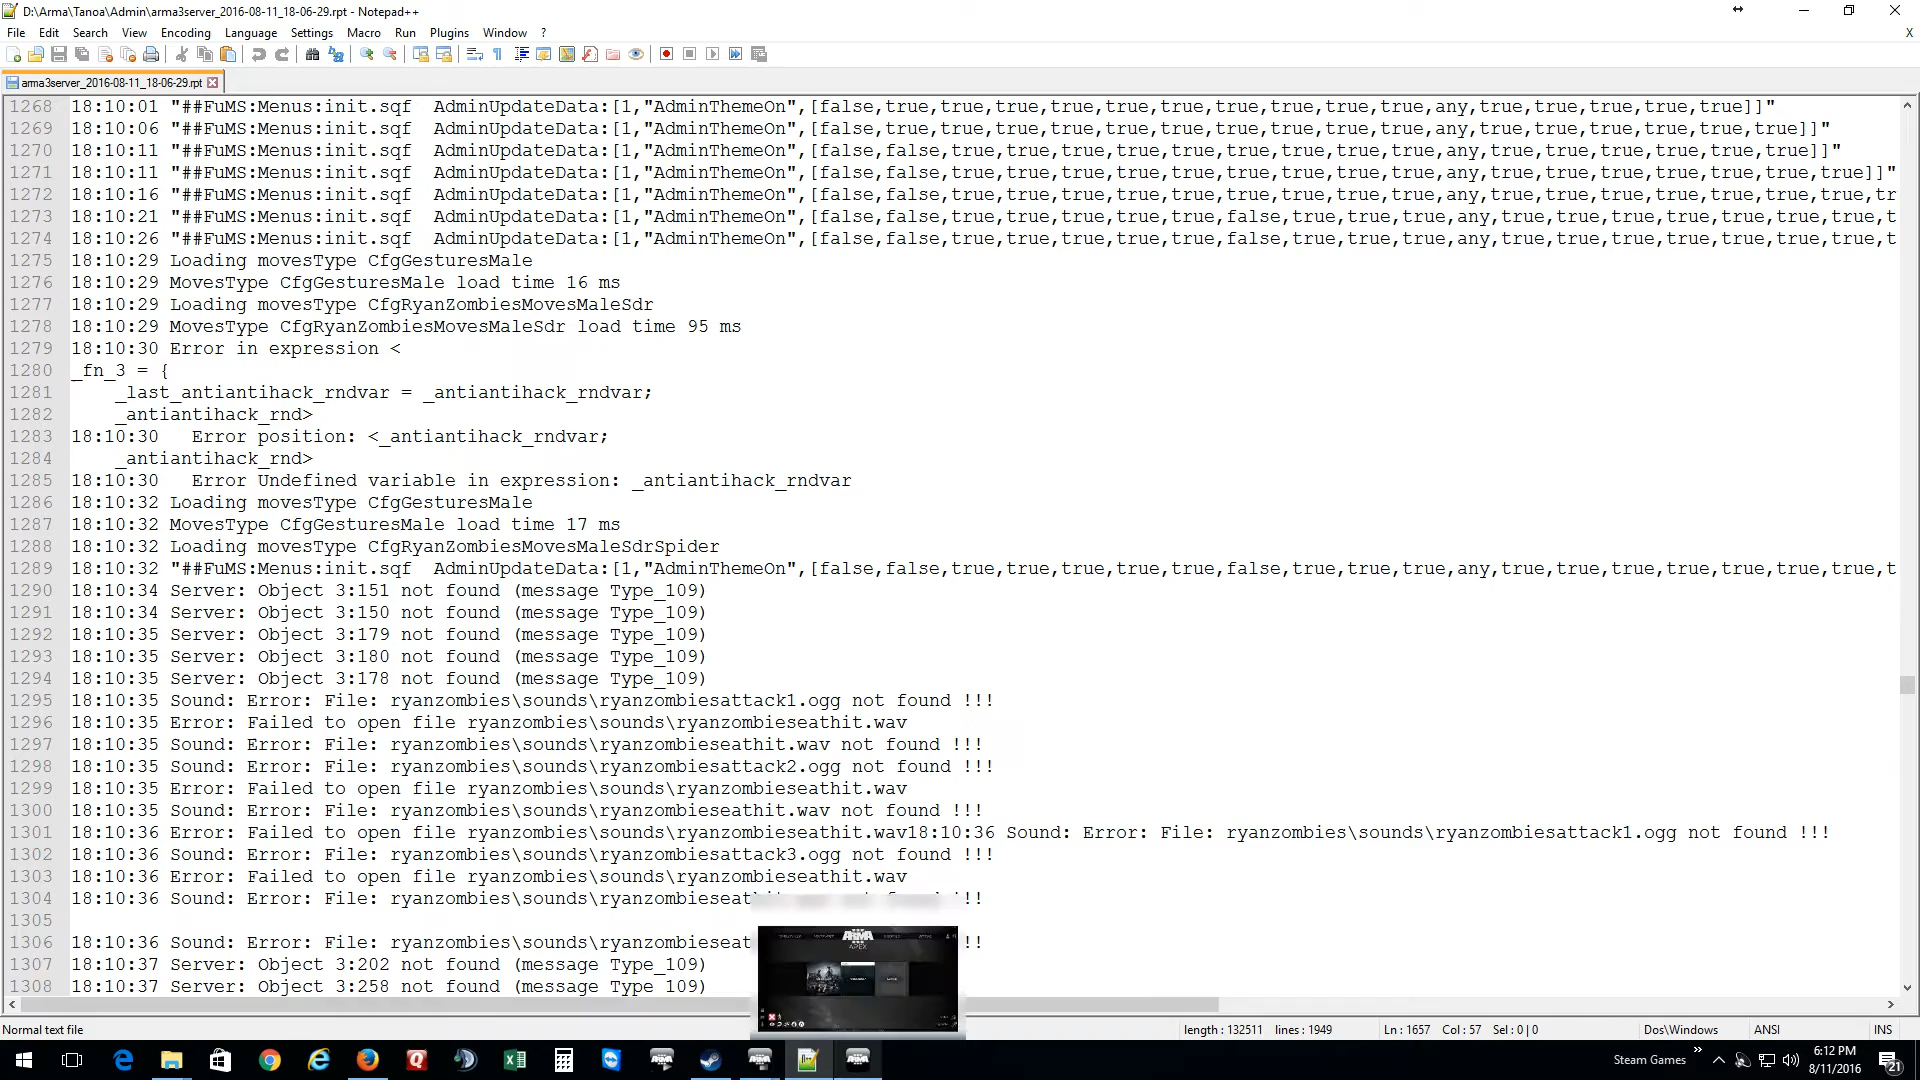 D:\Arma\Tanoa\Admin\arma3server_2016-08-11_18-06-29.rpt - Notepad++
File Edit Search View Encoding Language Settings Macro Run Plugins Window ? X
arma3server_2016-08-11_18-06-29.rpt
1268 18:10:01 "##FuMS:Menus:init.sqf  AdminUpdateData:[1,"AdminThemeOn",[false,true,true,true,true,true,true,true,true,true,true,any,true,true,true,true,true]]"
1269 18:10:06 "##FuMS:Menus:init.sqf  AdminUpdateData:[1,"AdminThemeOn",[false,true,true,true,true,true,true,true,true,true,true,any,true,true,true,true,true,true]]"
1270 18:10:11 "##FuMS:Menus:init.sqf  AdminUpdateData:[1,"AdminThemeOn",[false,false,true,true,true,true,true,true,true,true,true,any,true,true,true,true,true,true]]"
1271 18:10:11 "##FuMS:Menus:init.sqf  AdminUpdateData:[1,"AdminThemeOn",[false,false,true,true,true,true,true,true,true,true,true,any,true,true,true,true,true,true,true]]"
1272 18:10:16 "##FuMS:Menus:init.sqf  AdminUpdateData:[1,"AdminThemeOn",[false,false,true,true,true,true,true,true,true,true,true,any,true,true,true,true,true,true,true,tr
1273 18:10:21 "##FuMS:Menus:init.sqf  AdminUpdateData:[1,"AdminThemeOn",[false,false,true,true,true,true,true,false,true,true,true,any,true,true,true,true,true,true,true,t
1274 18:10:26 "##FuMS:Menus:init.sqf  AdminUpdateData:[1,"AdminThemeOn",[false,false,true,true,true,true,true,false,true,true,true,any,true,true,true,true,true,true,true,t
1275 18:10:29 Loading movesType CfgGesturesMale
1276 18:10:29 MovesType CfgGesturesMale load time 16 ms
1277 18:10:29 Loading movesType CfgRyanZombiesMovesMaleSdr
1278 18:10:29 MovesType CfgRyanZombiesMovesMaleSdr load time 95 ms
1279 18:10:30 Error in expression <
1280 _fn_3 = {
1281     _last_antiantihack_rndvar = _antiantihack_rndvar;
1282     _antiantihack_rnd>
1283 18:10:30   Error position: <_antiantihack_rndvar;
1284     _antiantihack_rnd>
1285 18:10:30   Error Undefined variable in expression: _antiantihack_rndvar
1286 18:10:32 Loading movesType CfgGesturesMale
1287 18:10:32 MovesType CfgGesturesMale load time 17 ms
1288 18:10:32 Loading movesType CfgRyanZombiesMovesMaleSdrSpider
1289 18:10:32 "##FuMS:Menus:init.sqf  AdminUpdateData:[1,"AdminThemeOn",[false,false,true,true,true,true,true,false,true,true,true,any,true,true,true,true,true,true,true,t
1290 18:10:34 Server: Object 3:151 not found (message Type_109)
1291 18:10:34 Server: Object 3:150 not found (message Type_109)
1292 18:10:35 Server: Object 3:179 not found (message Type_109)
1293 18:10:35 Server: Object 3:180 not found (message Type_109)
1294 18:10:35 Server: Object 3:178 not found (message Type_109)
1295 18:10:35 Sound: Error: File: ryanzombies\sounds\ryanzombiesattack1.ogg not found !!!
1296 18:10:35 Error: Failed to open file ryanzombies\sounds\ryanzombieseathit.wav
1297 18:10:35 Sound: Error: File: ryanzombies\sounds\ryanzombieseathit.wav not found !!!
1298 18:10:35 Sound: Error: File: ryanzombies\sounds\ryanzombiesattack2.ogg not found !!!
1299 18:10:35 Error: Failed to open file ryanzombies\sounds\ryanzombieseathit.wav
1300 18:10:35 Sound: Error: File: ryanzombies\sounds\ryanzombieseathit.wav not found !!!
1301 18:10:36 Error: Failed to open file ryanzombies\sounds\ryanzombieseathit.wav18:10:36 Sound: Error: File: ryanzombies\sounds\ryanzombiesattack1.ogg not found !!!
1302 18:10:36 Sound: Error: File: ryanzombies\sounds\ryanzombiesattack3.ogg not found !!!
1303 18:10:36 Error: Failed to open file ryanzombies\sounds\ryanzombieseathit.wav
1304 18:10:36 Sound: Error: File: ryanzombies\sounds\ryanzombieseat !!
1305
1306 18:10:36 Sound: Error: File: ryanzombies\sounds\ryanzombieseat !!
1307 18:10:37 Server: Object 3:202 not found (message Type_109)
1308 18:10:37 Server: Object 3:258 not found (message Type 109)
ARMA III
APEX
Normal text file length : 132511 lines : 1949 Ln : 1657 Col : 57 Sel : 0 | 0 Dos\Windows ANSI INS
Steam Games 6:12 PM
8/11/2016 21